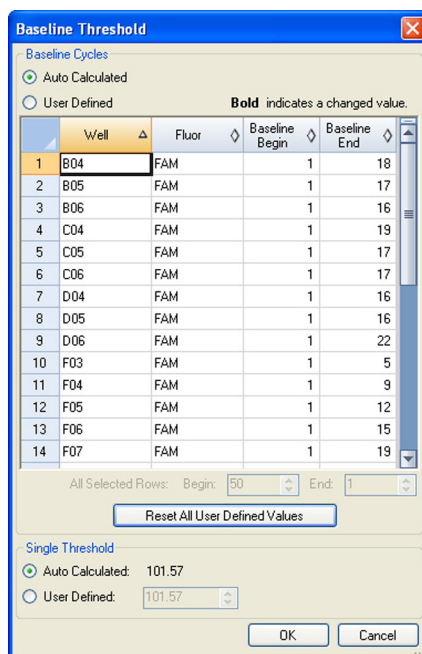 Baseline Threshold
Baseline Cycles
Auto Calculated
User Defined Bold indicates a changed value.
Well Fluor Baseline Begin Baseline End
1 B04 FAM 1 18
2 B05 FAM 1 17
3 B06 FAM 1 16
4 C04 FAM 1 19
5 C05 FAM 1 17
6 C06 FAM 1 17
7 D04 FAM 1 16
8 D05 FAM 1 16
9 D06 FAM 1 22
10 F03 FAM 1 5
11 F04 FAM 1 9
12 F05 FAM 1 12
13 F06 FAM 1 15
14 F07 FAM 1 19
All Selected Rows: Begin: 50 End: 1
Reset All User Defined Values
Single Threshold
Auto Calculated: 101.57
User Defined: 101.57
OK Cancel